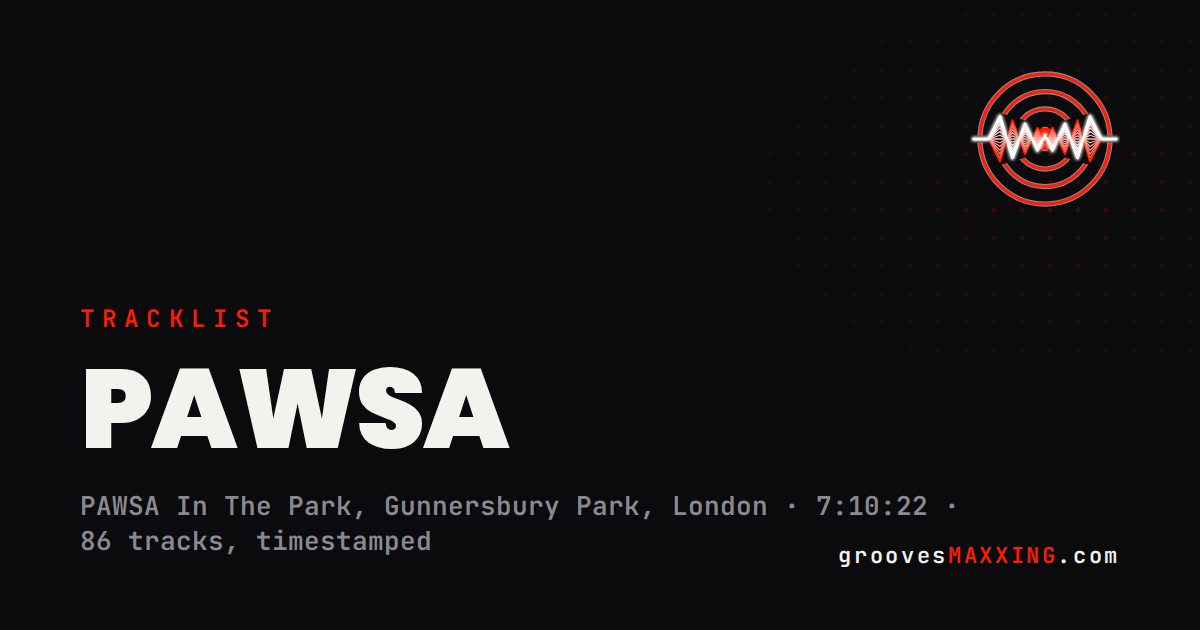 TRACKLIST
PAWSA
PAWSA In The Park, Gunnersbury Park, London · 7:10:22 ·
86 tracks, timestamped
groovesMAXXING.com